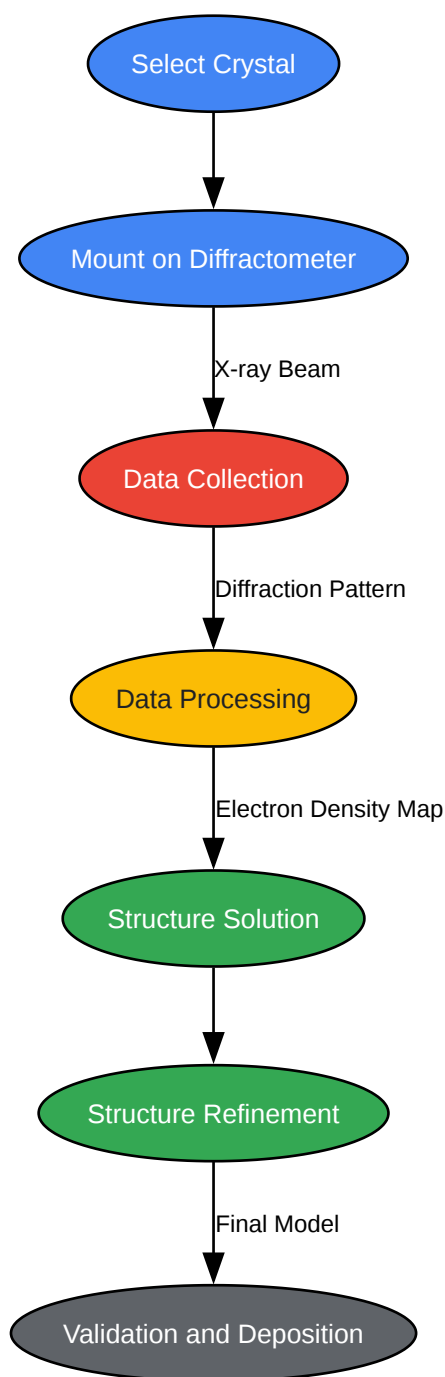 Select Crystal
Mount on Diffractometer
X-ray Beam
Data Collection
Diffraction Pattern
Data Processing
Electron Density Map
Structure Solution
Structure Refinement
Final Model
Validation and Deposition